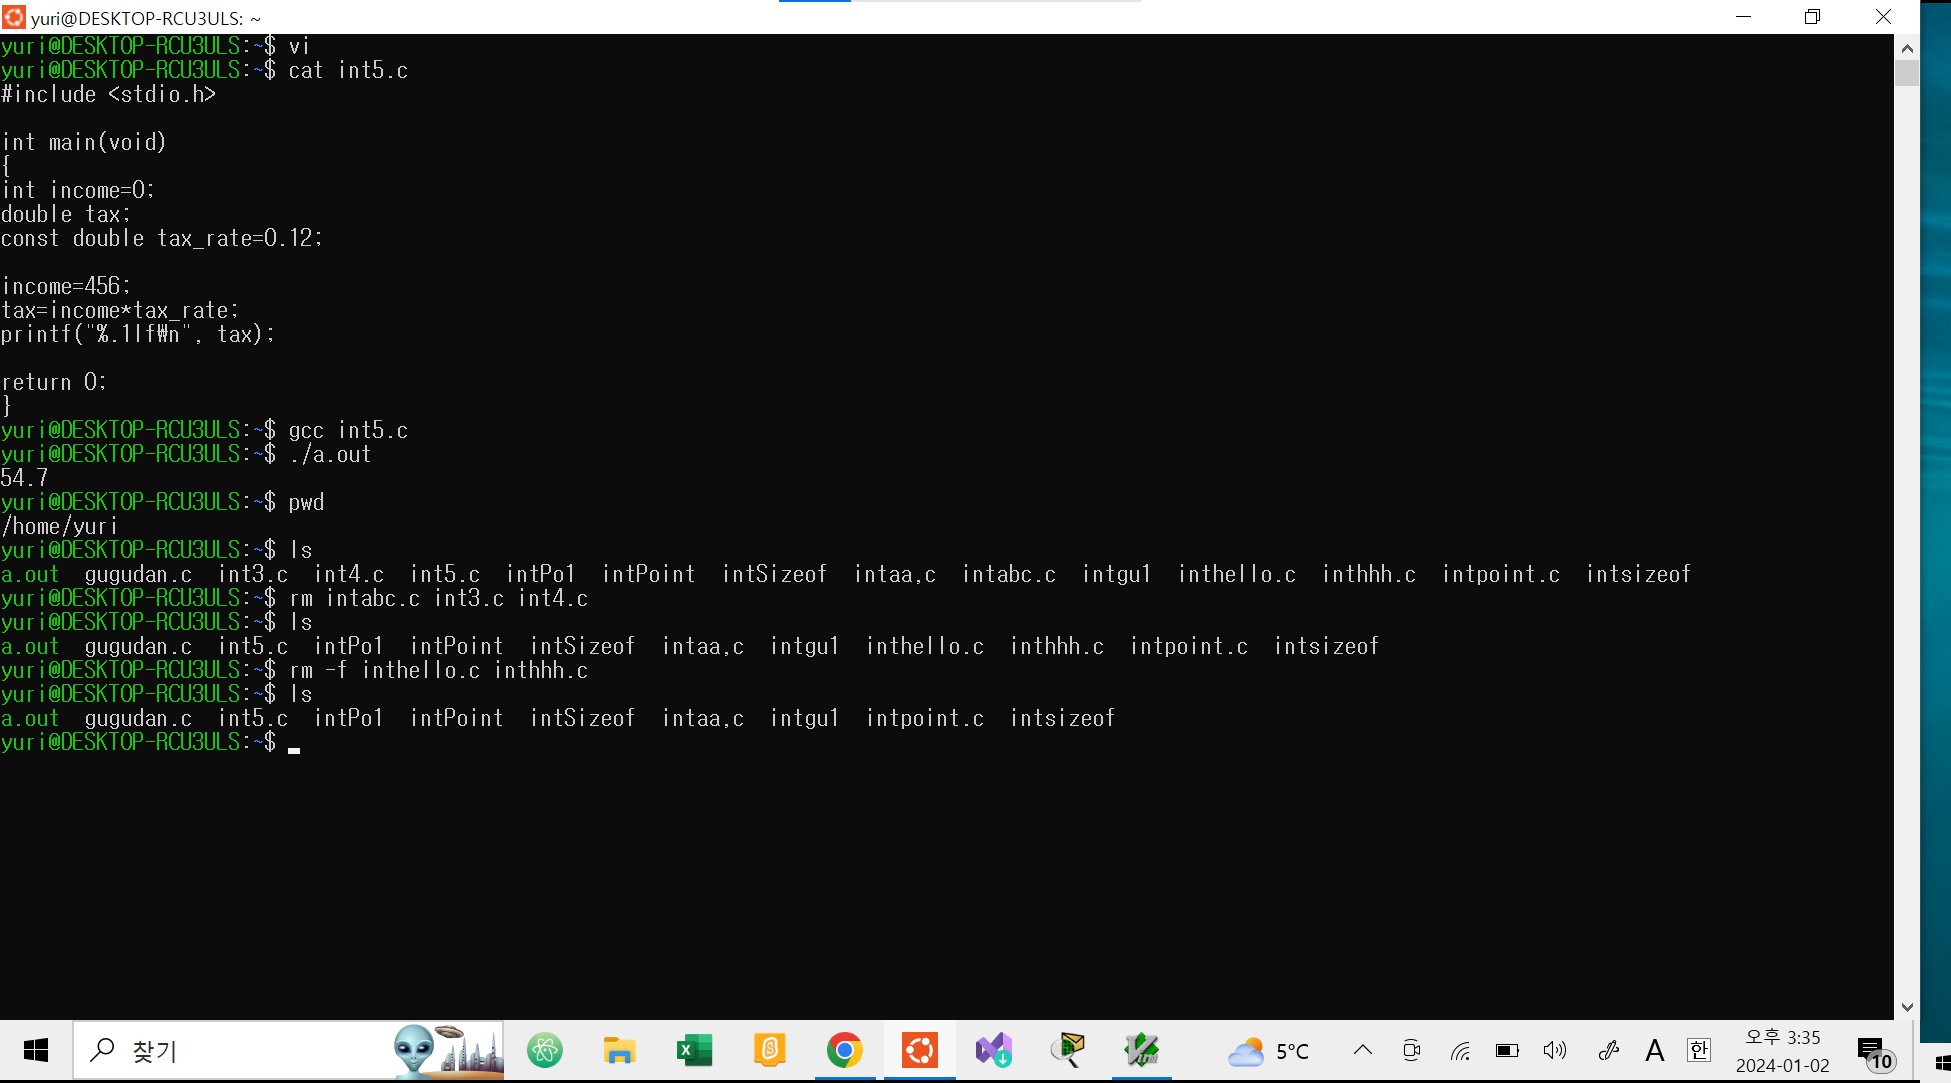 yuri@DESKTOP-RCU3ULS: ~
yuri@DESKTOP-RCU3ULS:~$ vi
yuri@DESKTOP-RCU3ULS:~$ cat int5.c
#include <stdio.h>
int main(void)
{
int income=0;
double tax;
const double tax_rate=0.12;
income=456;
tax=income*tax_rate;
printf("%.1lf₩n", tax);
return 0;
}
yuri@DESKTOP-RCU3ULS:~$ gcc int5.c
yuri@DESKTOP-RCU3ULS:~$ ./a.out
54.7
yuri@DESKTOP-RCU3ULS:~$ pwd
/home/yuri
yuri@DESKTOP-RCU3ULS:~$ ls
a.out  gugudan.c  int3.c  int4.c  int5.c  intPo1  intPoint  intSizeof  intaa,c  intabc.c  intgu1  inthello.c  inthhh.c  intpoint.c  intsizeof
yuri@DESKTOP-RCU3ULS:~$ rm intabc.c int3.c int4.c
yuri@DESKTOP-RCU3ULS:~$ ls
a.out  gugudan.c  int5.c  intPo1  intPoint  intSizeof  intaa,c  intgu1  inthello.c  inthhh.c  intpoint.c  intsizeof
yuri@DESKTOP-RCU3ULS:~$ rm -f inthello.c inthhh.c
yuri@DESKTOP-RCU3ULS:~$ ls
a.out  gugudan.c  int5.c  intPo1  intPoint  intSizeof  intaa,c  intgu1  intpoint.c  intsizeof
yuri@DESKTOP-RCU3ULS:~$
찾기
5°C
A
한
오후 3:35
2024-01-02
10